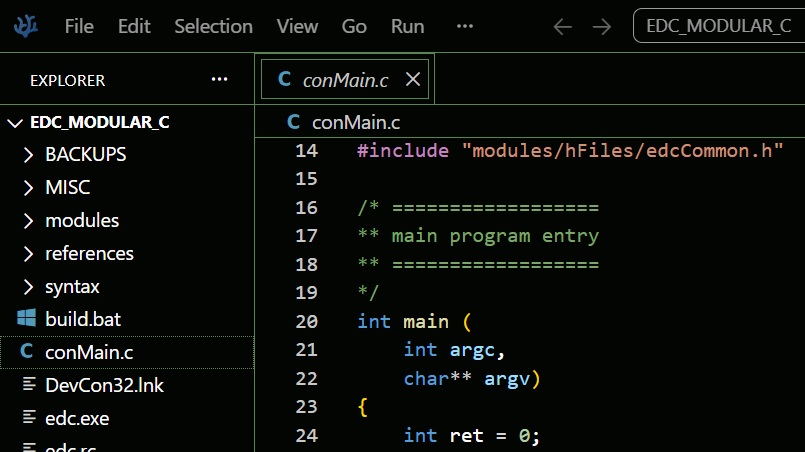 File Edit Selection View Go Run ··· ← → EDC_MODULAR_C
EXPLORER ···
EDC_MODULAR_C
BACKUPS
MISC
modules
references
syntax
build.bat
C conMain.c
DevCon32.lnk
edc.exe
edc.rc
C conMain.c ×
C conMain.c
14 #include "modules/hFiles/edcCommon.h"
15
16 /* ==================
17 ** main program entry
18 ** ==================
19 */
20 int main (
21 int argc,
22 char** argv)
23 {
24 int ret = 0;